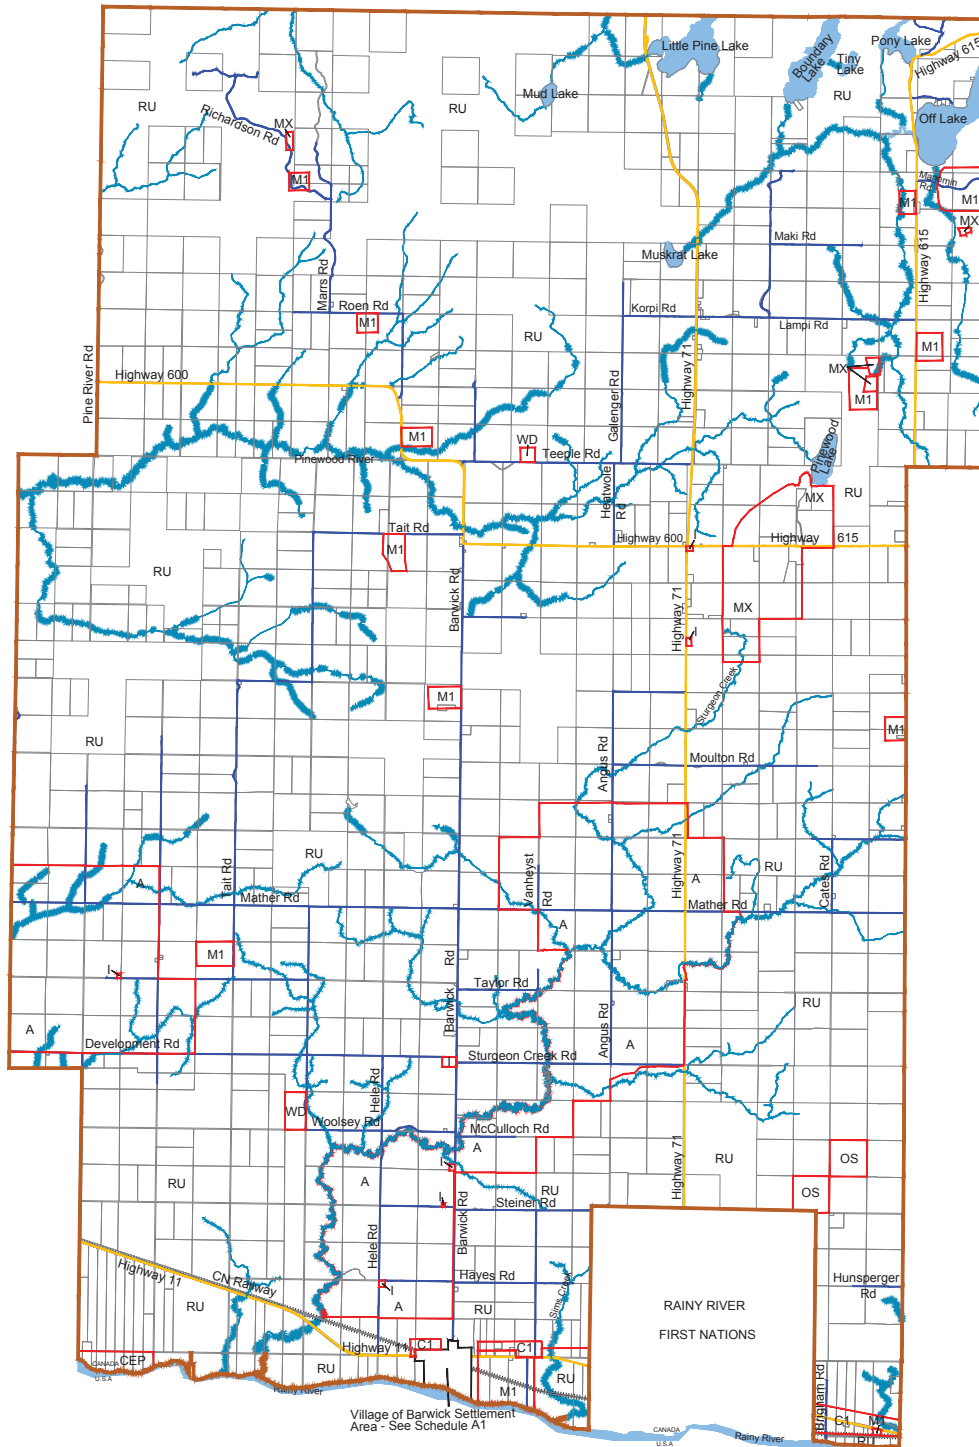 Little Pine Lake
Pony Lake
Boundary
Lake
Tiny
Lake
Highway 615
RU
RU
Mud Lake
RU
Off Lake
Richardson Rd
MX
M1
Manomin
Rd
M1
M1
MX
Maki Rd
Highway 615
Muskrat Lake
Marrs Rd
Roen Rd
M1
Korpi Rd
Lampi Rd
RU
M1
Pine River Rd
Highway 600
Highway 71
MX
M1
Galenger Rd
M1
WD
Teeple Rd
Pinewood River
Pinewood
Lake
Heatwole
Rd
MX
RU
Tait Rd
M1
Highway 600
I
Highway
615
RU
Barwick Rd
Highway 71
MX
I
M1
Sturgeon Creek
M1
RU
Angus Rd
Moulton Rd
Highway 71
RU
Tait Rd
Vanheyst
Rd
A
RU
Cates Rd
A
Mather Rd
Mather Rd
A
M1
Rd
I
Taylor Rd
Barwick
Angus Rd
RU
A
Development Rd
A
Sturgeon Creek Rd
Hele Rd
WD
Woolsey Rd
McCulloch Rd
A
Highway 71
RU
OS
I
RU
A
RU
OS
I
Steiner Rd
Barwick Rd
Hele Rd
Highway 11
CN Railway
Hayes Rd
Sims Creek
Hunsperger
Rd
I
RU
A
RU
RAINY RIVER
FIRST NATIONS
Highway 11
C1
C1
CANADA
CEP
U.S.A
RU
RU
Rainy River
M1
Brigham Rd
C1
M1
RU
Village of Barwick Settlement
Area - See Schedule A1
CANADA
U.S.A
Rainy River